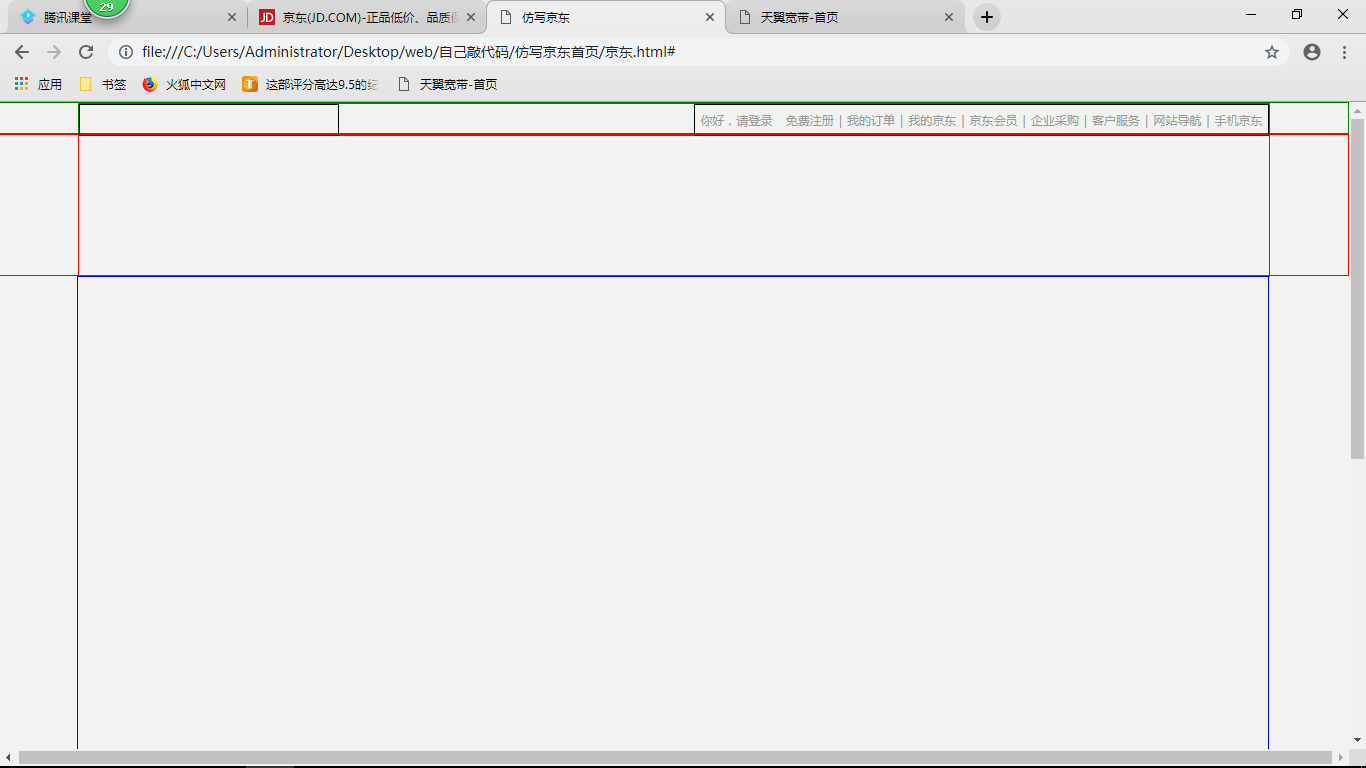 29
腾讯课堂
JD 京东(JD.COM)-正品低价、品质
仿写京东
天翼宽带-首页
file:///C:/Users/Administrator/Desktop/web/自己敲代码/仿写京东首页/京东.html#
应用 书签 火狐中文网 T 这部评分高达9.5的纪 天翼宽带-首页
你好，请登录 免费注册 | 我的订单 | 我的京东 | 京东会员 | 企业采购 | 客户服务 | 网站导航 | 手机京东